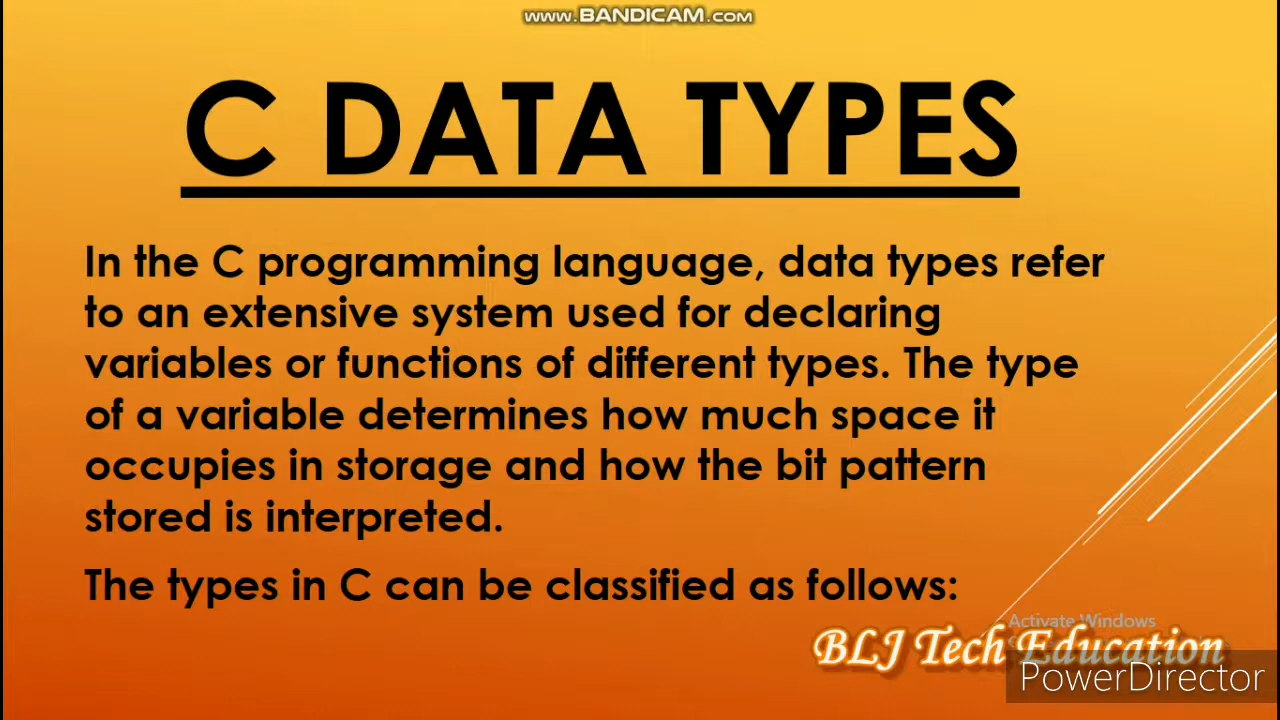 www.BANDICAM.com
C DATA TYPES
In the C programming language, data types refer
to an extensive system used for declaring
variables or functions of different types. The type
of a variable determines how much space it
occupies in storage and how the bit pattern
stored is interpreted.
The types in C can be classified as follows:
Activate Windows
BLJ Tech Education
PowerDirector